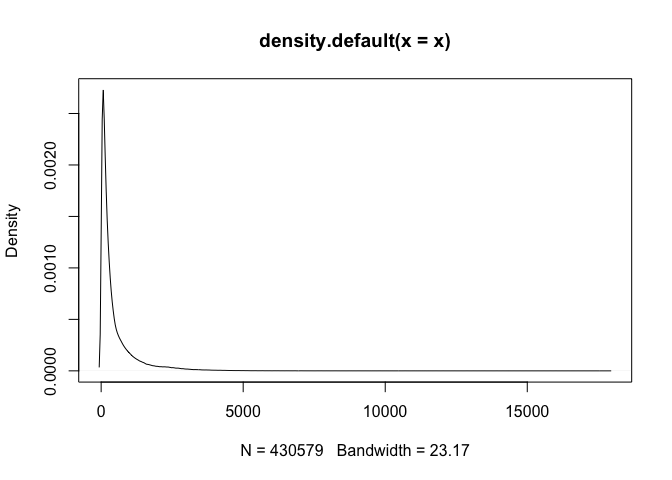 density.default(x = x)
Density
0.0000
0.0010
0.0020
0
5000
10000
15000
N = 430579   Bandwidth = 23.17